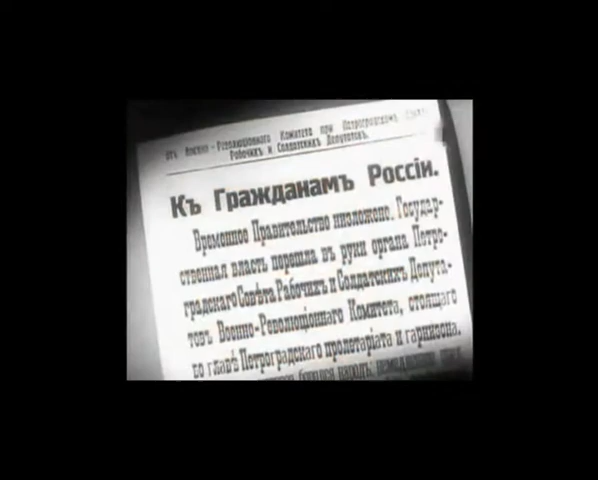 отъ Военно-Революціоннаго Комитета при Петроградскомъ
Рабочихъ и Солдатскихъ Депутатовъ.
Къ Гражданамъ Россіи.
Временное Правительство низложено. Государ-
ственная власть перешла въ руки органа Петро-
градскаго Совѣта Рабочихъ и Солдатскихъ Депута-
товъ Военно-Революціоннаго Комитета, стоящаго
во главѣ Петроградскаго пролетаріата и гарнизона.
боролся народъ: